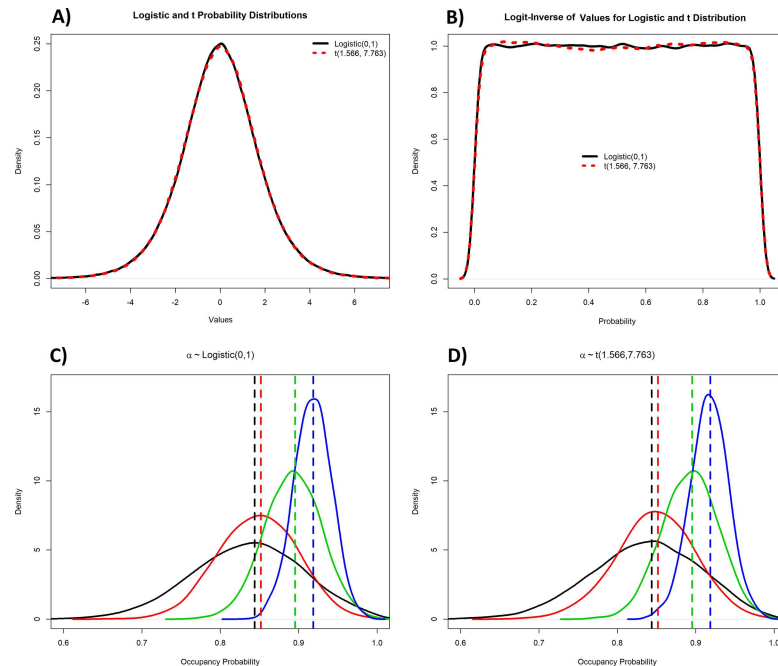 A)
Logistic and t Probability Distributions
Density
0.25
0.20
0.15
0.10
0.05
0.00
Logistic(0,1)
t(1.566, 7.763)
-6 -4 -2 0 2 4 6
Values
B)
Logit-Inverse of Values for Logistic and t Distribution
Density
1.0
0.8
0.6
0.4
0.2
0.0
Logistic(0,1)
t(1.566, 7.763)
0.0 0.2 0.4 0.6 0.8 1.0
Probability
C)
α ~ Logistic(0,1)
Density
15
10
5
0
0.6 0.7 0.8 0.9 1.0
Occupancy Probability
D)
α ~ t(1.566,7.763)
Density
15
10
5
0
0.6 0.7 0.8 0.9 1.0
Occupancy Probability